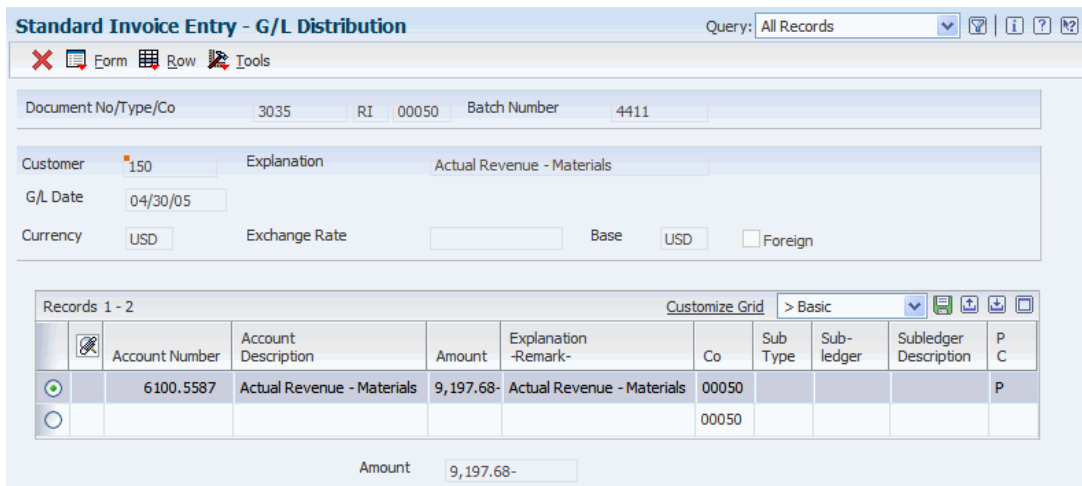 Standard Invoice Entry - G/L Distribution Query: All Records
Form Row Tools
Document No/Type/Co 3035 RI 00050 Batch Number 4411
Customer 150 Explanation Actual Revenue - Materials
G/L Date 04/30/05
Currency USD Exchange Rate Base USD Foreign
Records 1 - 2 Customize Grid > Basic
Account Number Account Description Amount Explanation -Remark- Co Sub Type Sub-ledger Subledger Description P C
6100.5587 Actual Revenue - Materials 9,197.68- Actual Revenue - Materials 00050 P
00050
Amount 9,197.68-